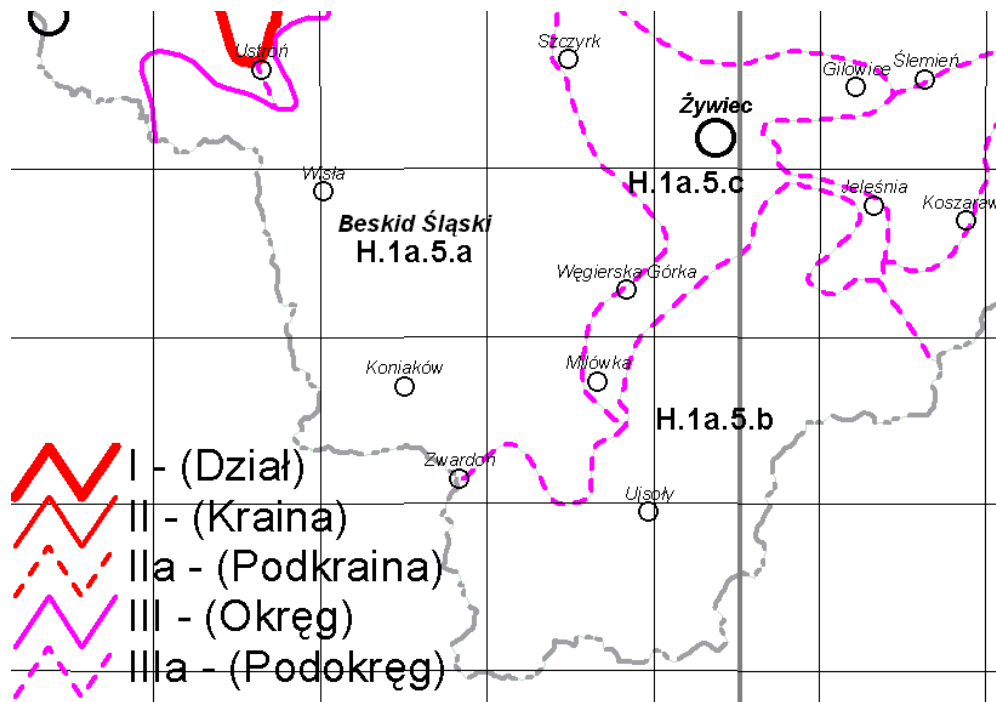 Ustroń
Szczyrk
Gilowice
Ślemień
Żywiec
Wisła
H.1a.5.c
Jeleśnia
Koszaraw
Beskid Śląski
H.1a.5.a
Węgierska Górka
Koniaków
Milówka
H.1a.5.b
Zwardoń
Ujsoły
I - (Dział)
II - (Kraina)
IIa - (Podkraina)
III - (Okręg)
IIIa - (Podokręg)